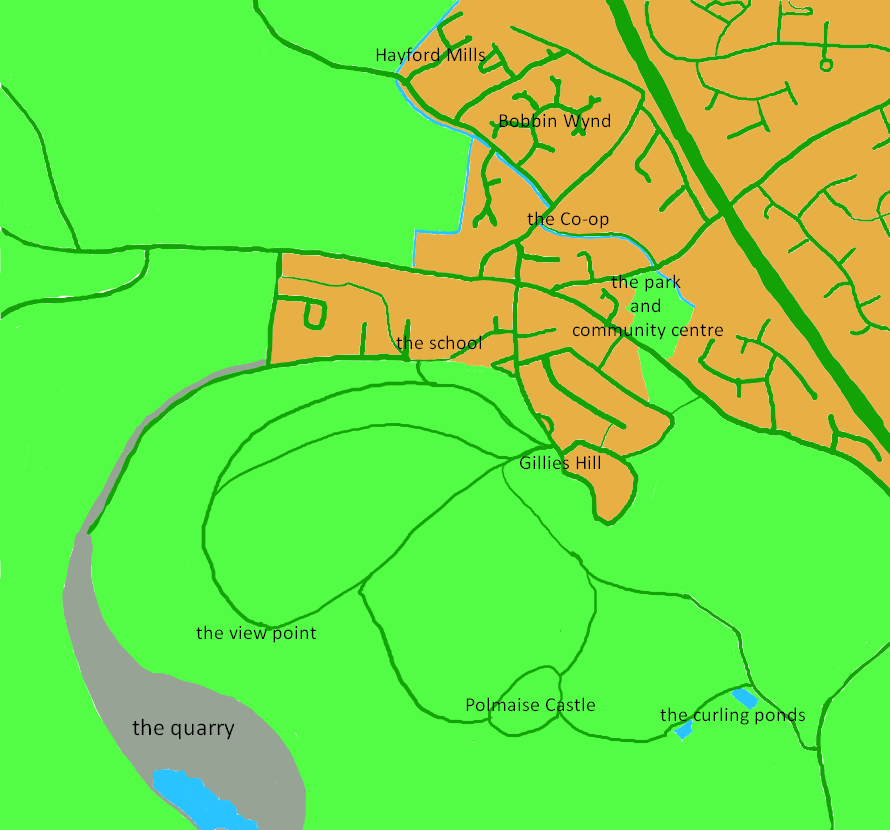 Hayford Mills
Bobbin Wynd
the Co-op
the park
and
community centre
the school
Gillies Hill
the view point
Polmaise Castle
the curling ponds
the quarry